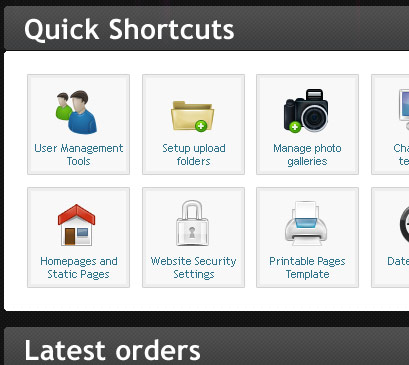 Quick Shortcuts
User Management
Tools
Setup upload
folders
Manage photo
galleries
Homepages and
Static Pages
Website Security
Settings
Printable Pages
Template
Date
Latest orders